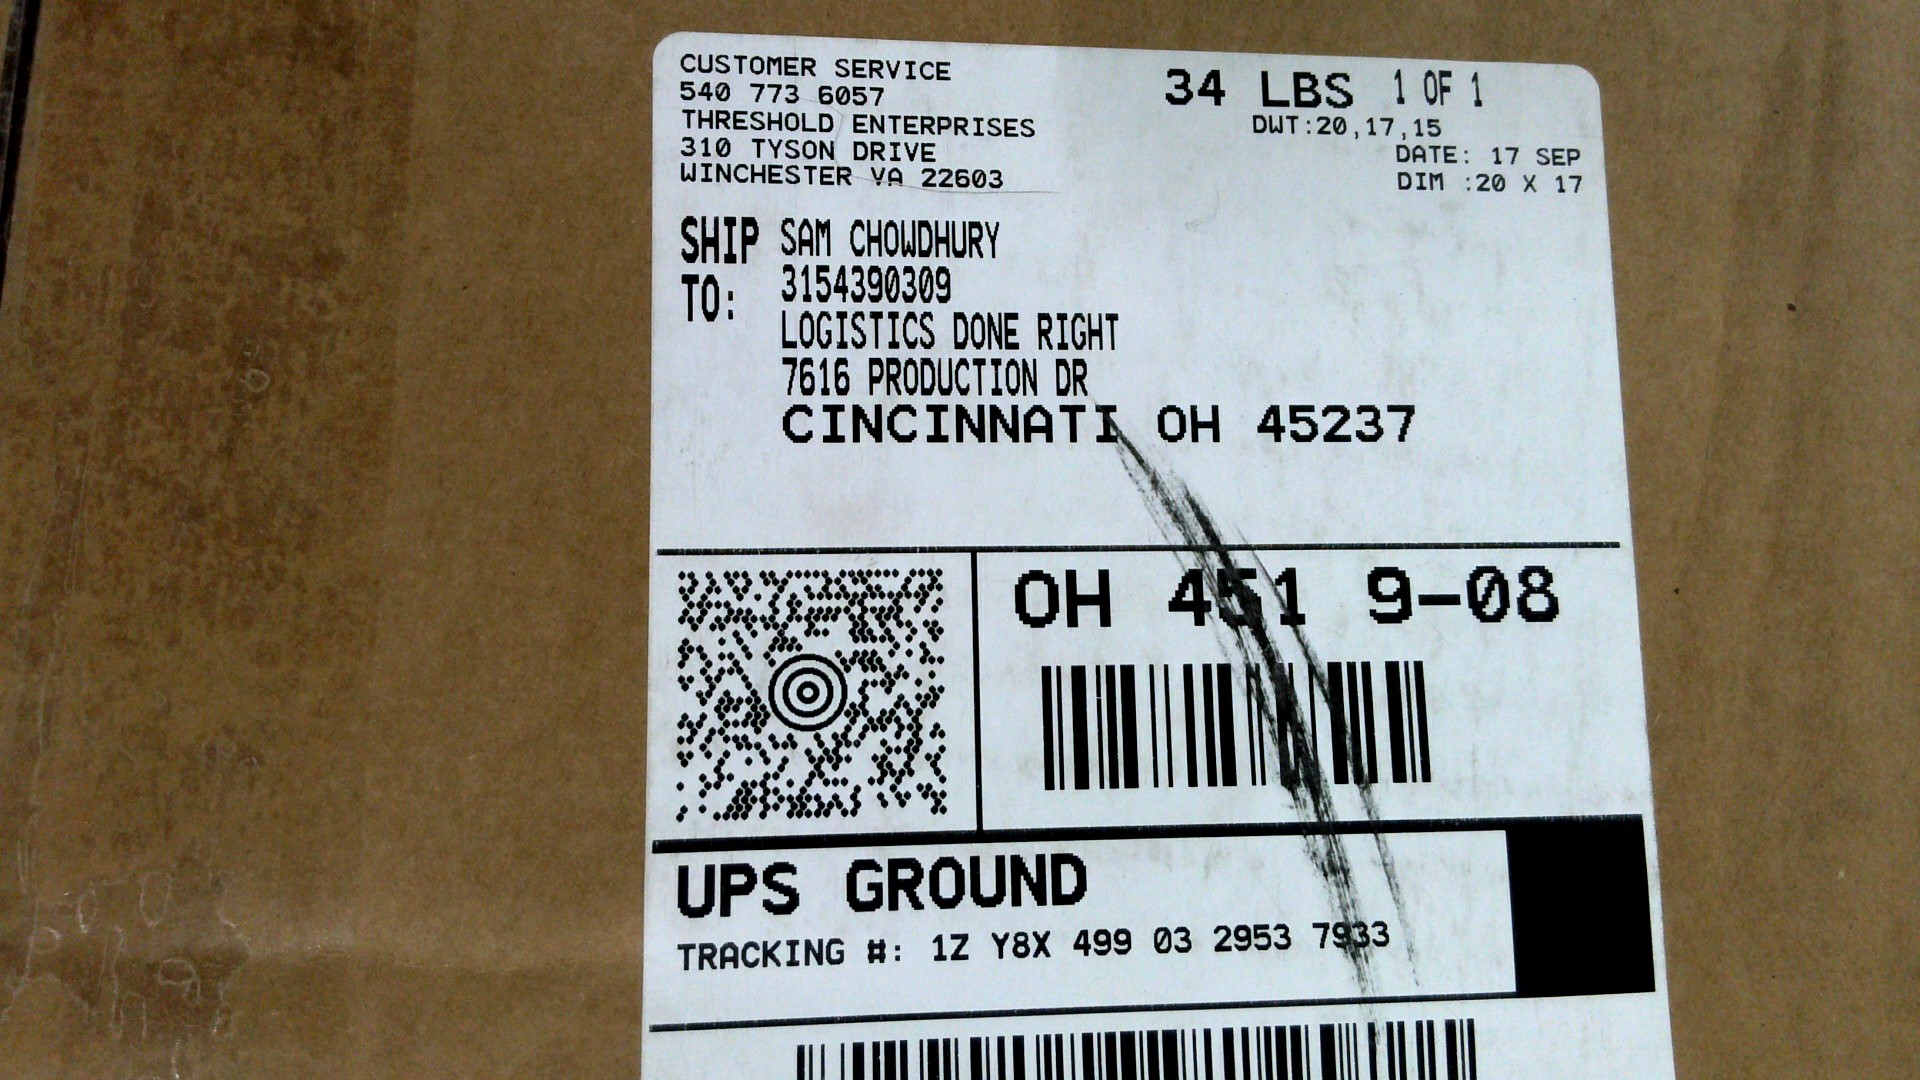 CUSTOMER SERVICE
540 773 6057
THRESHOLD ENTERPRISES
310 TYSON DRIVE
WINCHESTER VA 22603
34 LBS 1 OF 1
DWT:20,17,15
DATE: 17 SEP
DIM :20 X 17
SHIP TO:
SAM CHOWDHURY
3154390309
LOGISTICS DONE RIGHT
7616 PRODUCTION DR
CINCINNATI OH 45237
OH 451 9-08
UPS GROUND
TRACKING #: 1Z Y8X 499 03 2953 7933